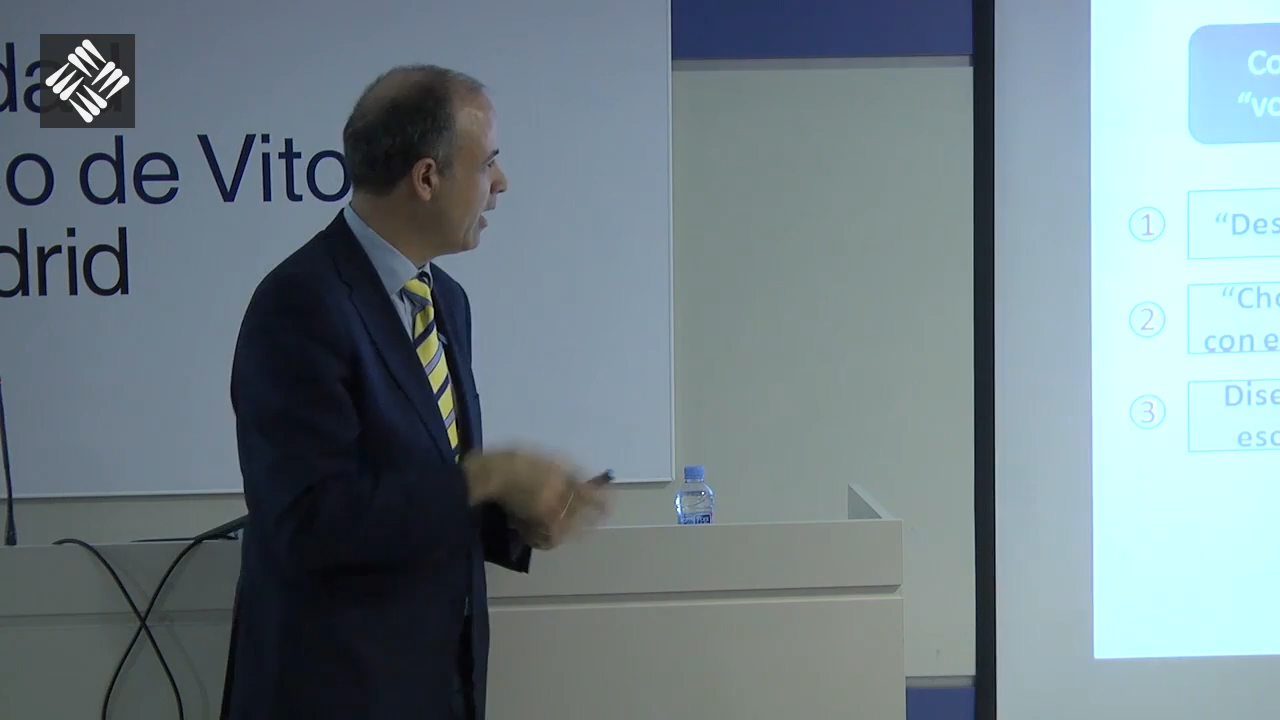 dad
o de Vito
drid
Co
“vo
1 “Des
2 “Cho
con e
3 Dise
esc